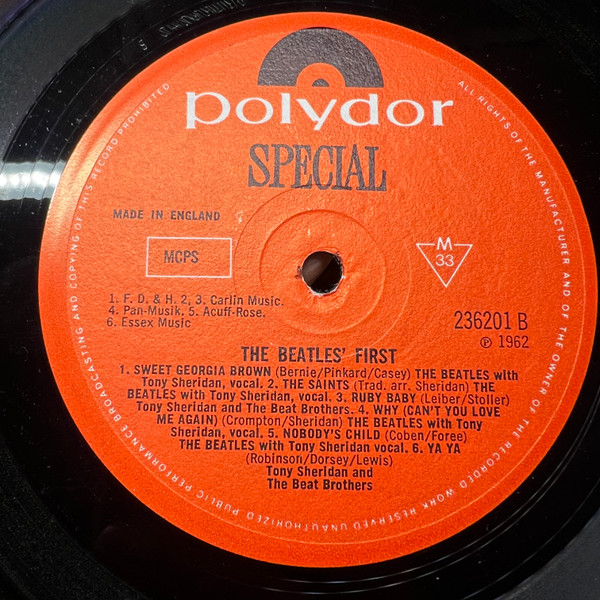 polydor
SPECIAL
MADE IN ENGLAND
MCPS
M
33
1. F. D. & H. 2, 3. Carlin Music.
4. Pan-Musik. 5. Acuff-Rose.
6. Essex Music
236201 B
Ⓟ 1962
THE BEATLES' FIRST
1. SWEET GEORGIA BROWN (Bernie/Pinkard/Casey) THE BEATLES with
Tony Sheridan, vocal. 2. THE SAINTS (Trad. arr. Sheridan) THE
BEATLES with Tony Sheridan, vocal. 3. RUBY BABY (Leiber/Stoller)
Tony Sheridan and The Beat Brothers. 4. WHY (CAN'T YOU LOVE
ME AGAIN) (Crompton/Sheridan) THE BEATLES with Tony
Sheridan, vocal. 5. NOBODY'S CHILD (Coben/Foree)
THE BEATLES with Tony Sheridan vocal. 6. YA YA
(Robinson/Dorsey/Lewis)
Tony Sheridan and
The Beat Brothers
ALL RIGHTS OF THE MANUFACTURER AND OF THE OWNER OF THE RECORDED WORK RESERVED UNAUTHORIZED PUBLIC PERFORMANCE BROADCASTING AND COPYING OF THIS RECORD PROHIBITED